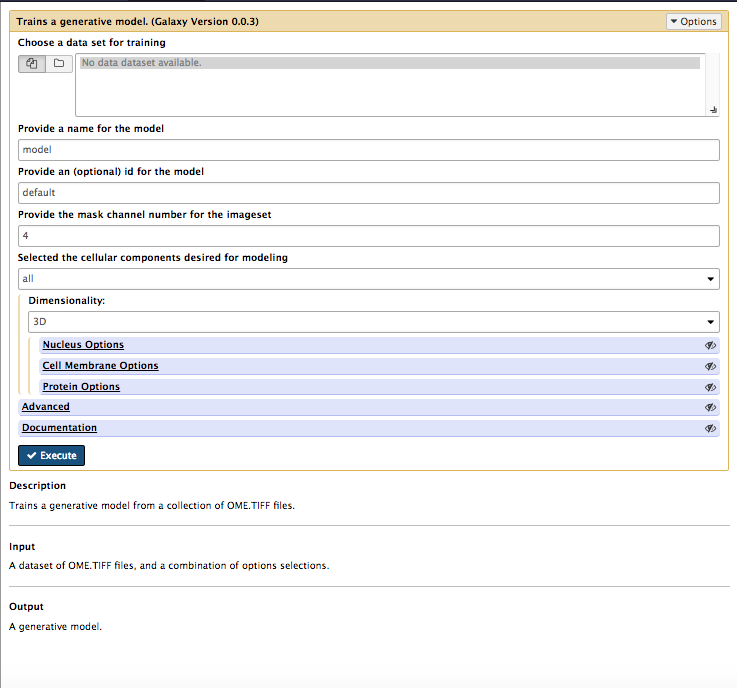 Trains a generative model. (Galaxy Version 0.0.3)
Options
Choose a data set for training
No data dataset available.
Provide a name for the model
model
Provide an (optional) id for the model
default
Provide the mask channel number for the imageset
4
Selected the cellular components desired for modeling
all
Dimensionality:
3D
Nucleus Options
Cell Membrane Options
Protein Options
Advanced
Documentation
Execute
Description
Trains a generative model from a collection of OME.TIFF files.
Input
A dataset of OME.TIFF files, and a combination of options selections.
Output
A generative model.